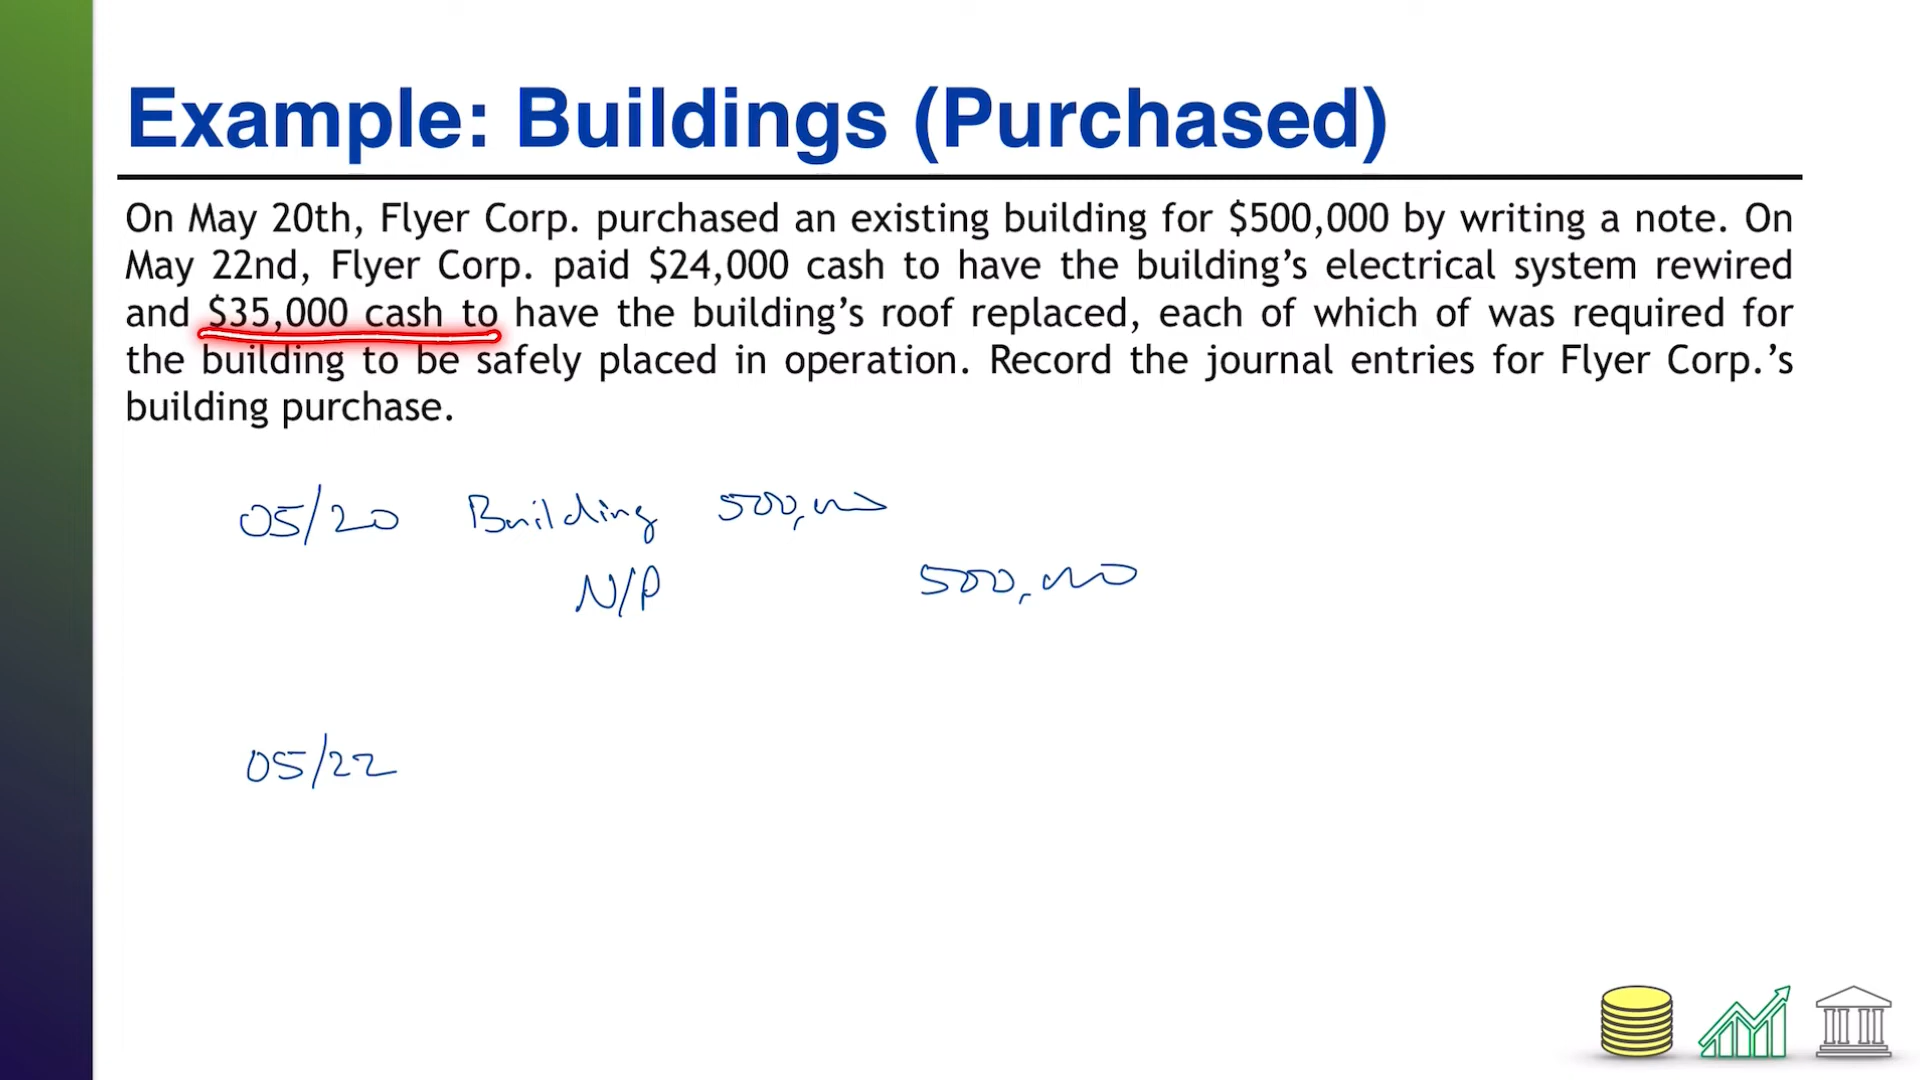 Example: Buildings (Purchased)
On May 20th, Flyer Corp. purchased an existing building for $500,000 by writing a note. On
May 22nd, Flyer Corp. paid $24,000 cash to have the building’s electrical system rewired
and $35,000 cash to have the building’s roof replaced, each of which of was required for
the building to be safely placed in operation. Record the journal entries for Flyer Corp.’s
building purchase.
05/20 Building 500,000
N/P 500,000
05/22